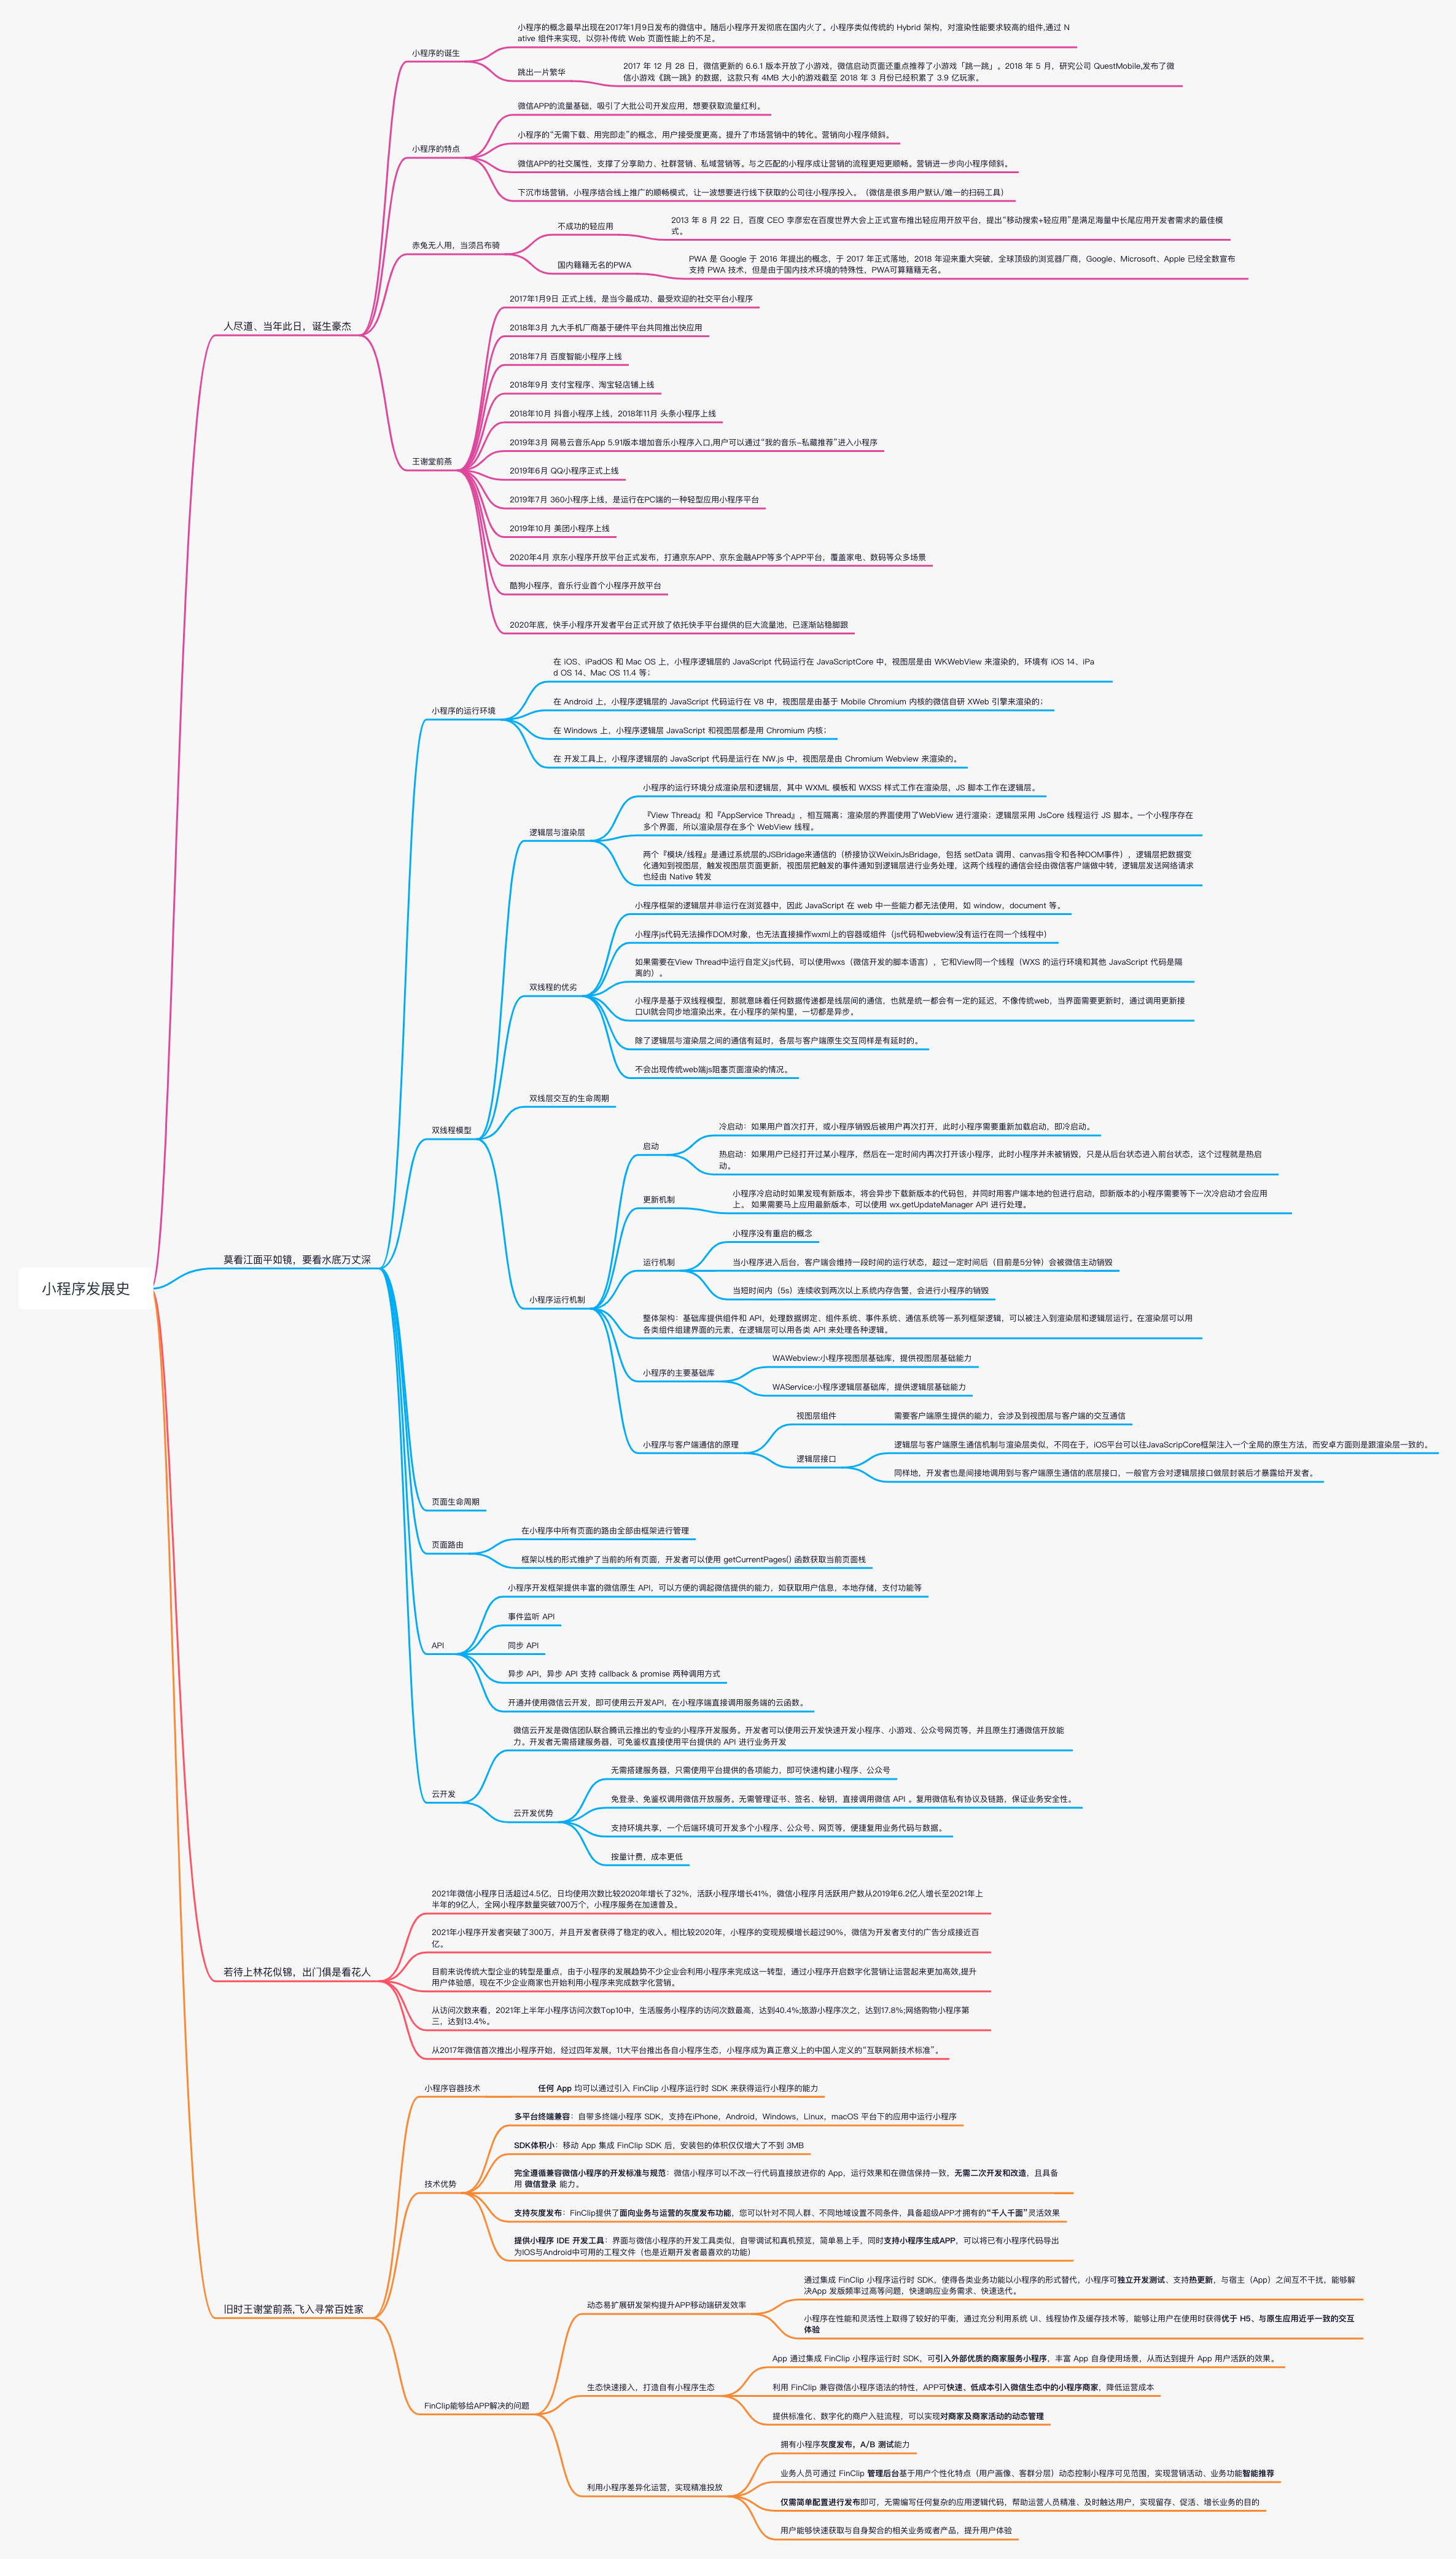 小程序发展史
人尽道、当年此日，诞生豪杰
小程序的诞生
小程序的概念最早出现在2017年1月9日发布的微信中。随后小程序开发彻底在国内火了。小程序类似传统的 Hybrid 架构，对渲染性能要求较高的组件,通过 N
ative 组件来实现，以弥补传统 Web 页面性能上的不足。
跳出一片繁华
2017 年 12 月 28 日，微信更新的 6.6.1 版本开放了小游戏，微信启动页面还重点推荐了小游戏「跳一跳」。2018 年 5 月，研究公司 QuestMobile,发布了微
信小游戏《跳一跳》的数据，这款只有 4MB 大小的游戏截至 2018 年 3 月份已经积累了 3.9 亿玩家。
小程序的特点
微信APP的流量基础，吸引了大批公司开发应用，想要获取流量红利。
小程序的“无需下载、用完即走”的概念，用户接受度更高。提升了市场营销中的转化。营销向小程序倾斜。
微信APP的社交属性，支撑了分享助力、社群营销、私域营销等。与之匹配的小程序成让营销的流程更短更顺畅。营销进一步向小程序倾斜。
下沉市场营销，小程序结合线上推广的顺畅模式，让一波想要进行线下获取的公司往小程序投入。（微信是很多用户默认/唯一的扫码工具）
赤兔无人用，当须吕布骑
不成功的轻应用
2013 年 8 月 22 日，百度 CEO 李彦宏在百度世界大会上正式宣布推出轻应用开放平台，提出“移动搜索+轻应用”是满足海量中长尾应用开发者需求的最佳模
式。
国内籍籍无名的PWA
PWA 是 Google 于 2016 年提出的概念，于 2017 年正式落地，2018 年迎来重大突破，全球顶级的浏览器厂商，Google、Microsoft、Apple 已经全数宣布
支持 PWA 技术，但是由于国内技术环境的特殊性，PWA可算籍籍无名。
王谢堂前燕
2017年1月9日 正式上线，是当今最成功、最受欢迎的社交平台小程序
2018年3月 九大手机厂商基于硬件平台共同推出快应用
2018年7月 百度智能小程序上线
2018年9月 支付宝程序、淘宝轻店铺上线
2018年10月 抖音小程序上线，2018年11月 头条小程序上线
2019年3月 网易云音乐App 5.91版本增加音乐小程序入口,用户可以通过“我的音乐–私藏推荐”进入小程序
2019年6月 QQ小程序正式上线
2019年7月 360小程序上线，是运行在PC端的一种轻型应用小程序平台
2019年10月 美团小程序上线
2020年4月 京东小程序开放平台正式发布，打通京东APP、京东金融APP等多个APP平台，覆盖家电、数码等众多场景
酷狗小程序，音乐行业首个小程序开放平台
2020年底，快手小程序开发者平台正式开放了依托快手平台提供的巨大流量池，已逐渐站稳脚跟
莫看江面平如镜，要看水底万丈深
小程序的运行环境
在 iOS、iPadOS 和 Mac OS 上，小程序逻辑层的 JavaScript 代码运行在 JavaScriptCore 中，视图层是由 WKWebView 来渲染的，环境有 iOS 14、iPa
d OS 14、Mac OS 11.4 等；
在 Android 上，小程序逻辑层的 JavaScript 代码运行在 V8 中，视图层是由基于 Mobile Chromium 内核的微信自研 XWeb 引擎来渲染的；
在 Windows 上，小程序逻辑层 JavaScript 和视图层都是用 Chromium 内核；
在 开发工具上，小程序逻辑层的 JavaScript 代码是运行在 NW.js 中，视图层是由 Chromium Webview 来渲染的。
双线程模型
逻辑层与渲染层
小程序的运行环境分成渲染层和逻辑层，其中 WXML 模板和 WXSS 样式工作在渲染层，JS 脚本工作在逻辑层。
『View Thread』和『AppService Thread』，相互隔离；渲染层的界面使用了WebView 进行渲染；逻辑层采用 JsCore 线程运行 JS 脚本。一个小程序存在
多个界面，所以渲染层存在多个 WebView 线程。
两个『模块/线程』是通过系统层的JSBridage来通信的（桥接协议WeixinJsBridage，包括 setData 调用、canvas指令和各种DOM事件），逻辑层把数据变
化通知到视图层，触发视图层页面更新，视图层把触发的事件通知到逻辑层进行业务处理，这两个线程的通信会经由微信客户端做中转，逻辑层发送网络请求
也经由 Native 转发
双线程的优劣
小程序框架的逻辑层并非运行在浏览器中，因此 JavaScript 在 web 中一些能力都无法使用，如 window，document 等。
小程序js代码无法操作DOM对象，也无法直接操作wxml上的容器或组件（js代码和webview没有运行在同一个线程中）
如果需要在View Thread中运行自定义js代码，可以使用wxs（微信开发的脚本语言），它和View同一个线程（WXS 的运行环境和其他 JavaScript 代码是隔
离的）。
小程序是基于双线程模型，那就意味着任何数据传递都是线层间的通信，也就是统一都会有一定的延迟，不像传统web，当界面需要更新时，通过调用更新接
口UI就会同步地渲染出来。在小程序的架构里，一切都是异步。
除了逻辑层与渲染层之间的通信有延时，各层与客户端原生交互同样是有延时的。
不会出现传统web端js阻塞页面渲染的情况。
双线层交互的生命周期
小程序运行机制
启动
冷启动：如果用户首次打开，或小程序销毁后被用户再次打开，此时小程序需要重新加载启动，即冷启动。
热启动：如果用户已经打开过某小程序，然后在一定时间内再次打开该小程序，此时小程序并未被销毁，只是从后台状态进入前台状态，这个过程就是热启
动。
更新机制
小程序冷启动时如果发现有新版本，将会异步下载新版本的代码包，并同时用客户端本地的包进行启动，即新版本的小程序需要等下一次冷启动才会应用
上。 如果需要马上应用最新版本，可以使用 wx.getUpdateManager API 进行处理。
运行机制
小程序没有重启的概念
当小程序进入后台，客户端会维持一段时间的运行状态，超过一定时间后（目前是5分钟）会被微信主动销毁
当短时间内（5s）连续收到两次以上系统内存告警，会进行小程序的销毁
整体架构：基础库提供组件和 API，处理数据绑定、组件系统、事件系统、通信系统等一系列框架逻辑，可以被注入到渲染层和逻辑层运行。在渲染层可以用
各类组件组建界面的元素，在逻辑层可以用各类 API 来处理各种逻辑。
小程序的主要基础库
WAWebview:小程序视图层基础库，提供视图层基础能力
WAService:小程序逻辑层基础库，提供逻辑层基础能力
小程序与客户端通信的原理
视图层组件
需要客户端原生提供的能力，会涉及到视图层与客户端的交互通信
逻辑层接口
逻辑层与客户端原生通信机制与渲染层类似，不同在于，iOS平台可以往JavaScripCore框架注入一个全局的原生方法，而安卓方面则是跟渲染层一致的。
同样地，开发者也是间接地调用到与客户端原生通信的底层接口，一般官方会对逻辑层接口做层封装后才暴露给开发者。
页面生命周期
页面路由
在小程序中所有页面的路由全部由框架进行管理
框架以栈的形式维护了当前的所有页面，开发者可以使用 getCurrentPages() 函数获取当前页面栈
API
小程序开发框架提供丰富的微信原生 API，可以方便的调起微信提供的能力，如获取用户信息，本地存储，支付功能等
事件监听 API
同步 API
异步 API，异步 API 支持 callback & promise 两种调用方式
开通并使用微信云开发，即可使用云开发API，在小程序端直接调用服务端的云函数。
云开发
微信云开发是微信团队联合腾讯云推出的专业的小程序开发服务。开发者可以使用云开发快速开发小程序、小游戏、公众号网页等，并且原生打通微信开放能
力。开发者无需搭建服务器，可免鉴权直接使用平台提供的 API 进行业务开发
云开发优势
无需搭建服务器，只需使用平台提供的各项能力，即可快速构建小程序、公众号
免登录、免鉴权调用微信开放服务。无需管理证书、签名、秘钥，直接调用微信 API 。复用微信私有协议及链路，保证业务安全性。
支持环境共享，一个后端环境可开发多个小程序、公众号、网页等，便捷复用业务代码与数据。
按量计费，成本更低
若待上林花似锦，出门俱是看花人
2021年微信小程序日活超过4.5亿，日均使用次数比较2020年增长了32%，活跃小程序增长41%，微信小程序月活跃用户数从2019年6.2亿人增长至2021年上
半年的9亿人，全网小程序数量突破700万个，小程序服务在加速普及。
2021年小程序开发者突破了300万，并且开发者获得了稳定的收入。相比较2020年，小程序的变现规模增长超过90%，微信为开发者支付的广告分成接近百
亿。
目前来说传统大型企业的转型是重点，由于小程序的发展趋势不少企业会利用小程序来完成这一转型，通过小程序开启数字化营销让运营起来更加高效,提升
用户体验感，现在不少企业商家也开始利用小程序来完成数字化营销。
从访问次数来看，2021年上半年小程序访问次数Top10中，生活服务小程序的访问次数最高，达到40.4%;旅游小程序次之，达到17.8%;网络购物小程序第
三，达到13.4%。
从2017年微信首次推出小程序开始，经过四年发展，11大平台推出各自小程序生态，小程序成为真正意义上的中国人定义的“互联网新技术标准”。
旧时王谢堂前燕,飞入寻常百姓家
小程序容器技术
任何 App 均可以通过引入 FinClip 小程序运行时 SDK 来获得运行小程序的能力
技术优势
多平台终端兼容：自带多终端小程序 SDK，支持在iPhone，Android，Windows，Linux，macOS 平台下的应用中运行小程序
SDK体积小：移动 App 集成 FinClip SDK 后，安装包的体积仅仅增大了不到 3MB
完全遵循兼容微信小程序的开发标准与规范：微信小程序可以不改一行代码直接放进你的 App，运行效果和在微信保持一致，无需二次开发和改造，且具备
用 微信登录 能力。
支持灰度发布：FinClip提供了面向业务与运营的灰度发布功能，您可以针对不同人群、不同地域设置不同条件，具备超级APP才拥有的“千人千面”灵活效果
提供小程序 IDE 开发工具：界面与微信小程序的开发工具类似，自带调试和真机预览，简单易上手，同时支持小程序生成APP，可以将已有小程序代码导出
为iOS与Android中可用的工程文件（也是近期开发者最喜欢的功能）
FinClip能够给APP解决的问题
动态易扩展研发架构提升APP移动端研发效率
通过集成 FinClip 小程序运行时 SDK，使得各类业务功能以小程序的形式替代，小程序可独立开发测试、支持热更新，与宿主（App）之间互不干扰，能够解
决App 发版频率过高等问题，快速响应业务需求、快速迭代。
小程序在性能和灵活性上取得了较好的平衡，通过充分利用系统 UI、线程协作及缓存技术等，能够让用户在使用时获得优于 H5、与原生应用近乎一致的交互
体验
生态快速接入，打造自有小程序生态
App 通过集成 FinClip 小程序运行时 SDK，可引入外部优质的商家服务小程序，丰富 App 自身使用场景，从而达到提升 App 用户活跃的效果。
利用 FinClip 兼容微信小程序语法的特性，APP可快速、低成本引入微信生态中的小程序商家，降低运营成本
提供标准化、数字化的商户入驻流程，可以实现对商家及商家活动的动态管理
利用小程序差异化运营，实现精准投放
拥有小程序灰度发布，A/B 测试能力
业务人员可通过 FinClip 管理后台基于用户个性化特点（用户画像、客群分层）动态控制小程序可见范围，实现营销活动、业务功能智能推荐
仅需简单配置进行发布即可，无需编写任何复杂的应用逻辑代码，帮助运营人员精准、及时触达用户，实现留存、促活、增长业务的目的
用户能够快速获取与自身契合的相关业务或者产品，提升用户体验